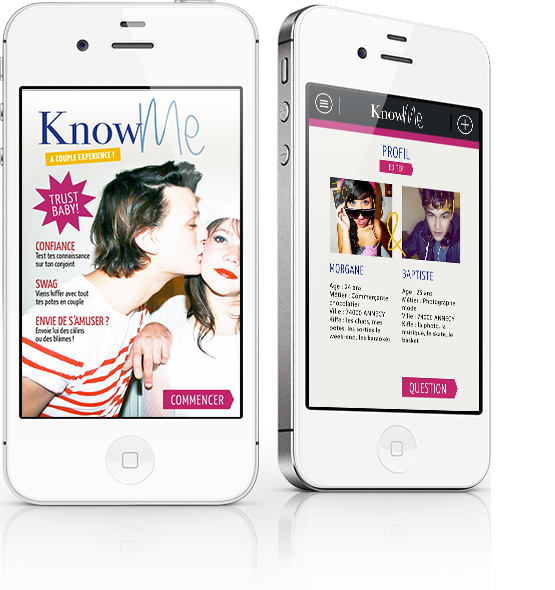 KnowMe
A COUPLE EXPERIENCE !
TRUST
BABY!
CONFIANCE
Test tes connaissance
sur ton conjoint
SWAG
Viens kiffer avec tout
tes potes en couple
ENVIE DE S'AMUSER ?
Envoie lui des câlins
ou des blâmes !
COMMENCER
KnowMe
PROFIL
EDITER
&
MORGANE
Age : 24 ans
Métier : Commerçante
chocolatier
Ville : 74000 ANNECY
Kiffe : les chats, mes
potes, les sorties le
week-end, les karaokés
BAPTISTE
Age : 25 ans
Métier : Photographe
mode
Ville : 74000 ANNECY
Kiffe : la photo, la
musique, le skate, le
basket
QUESTION